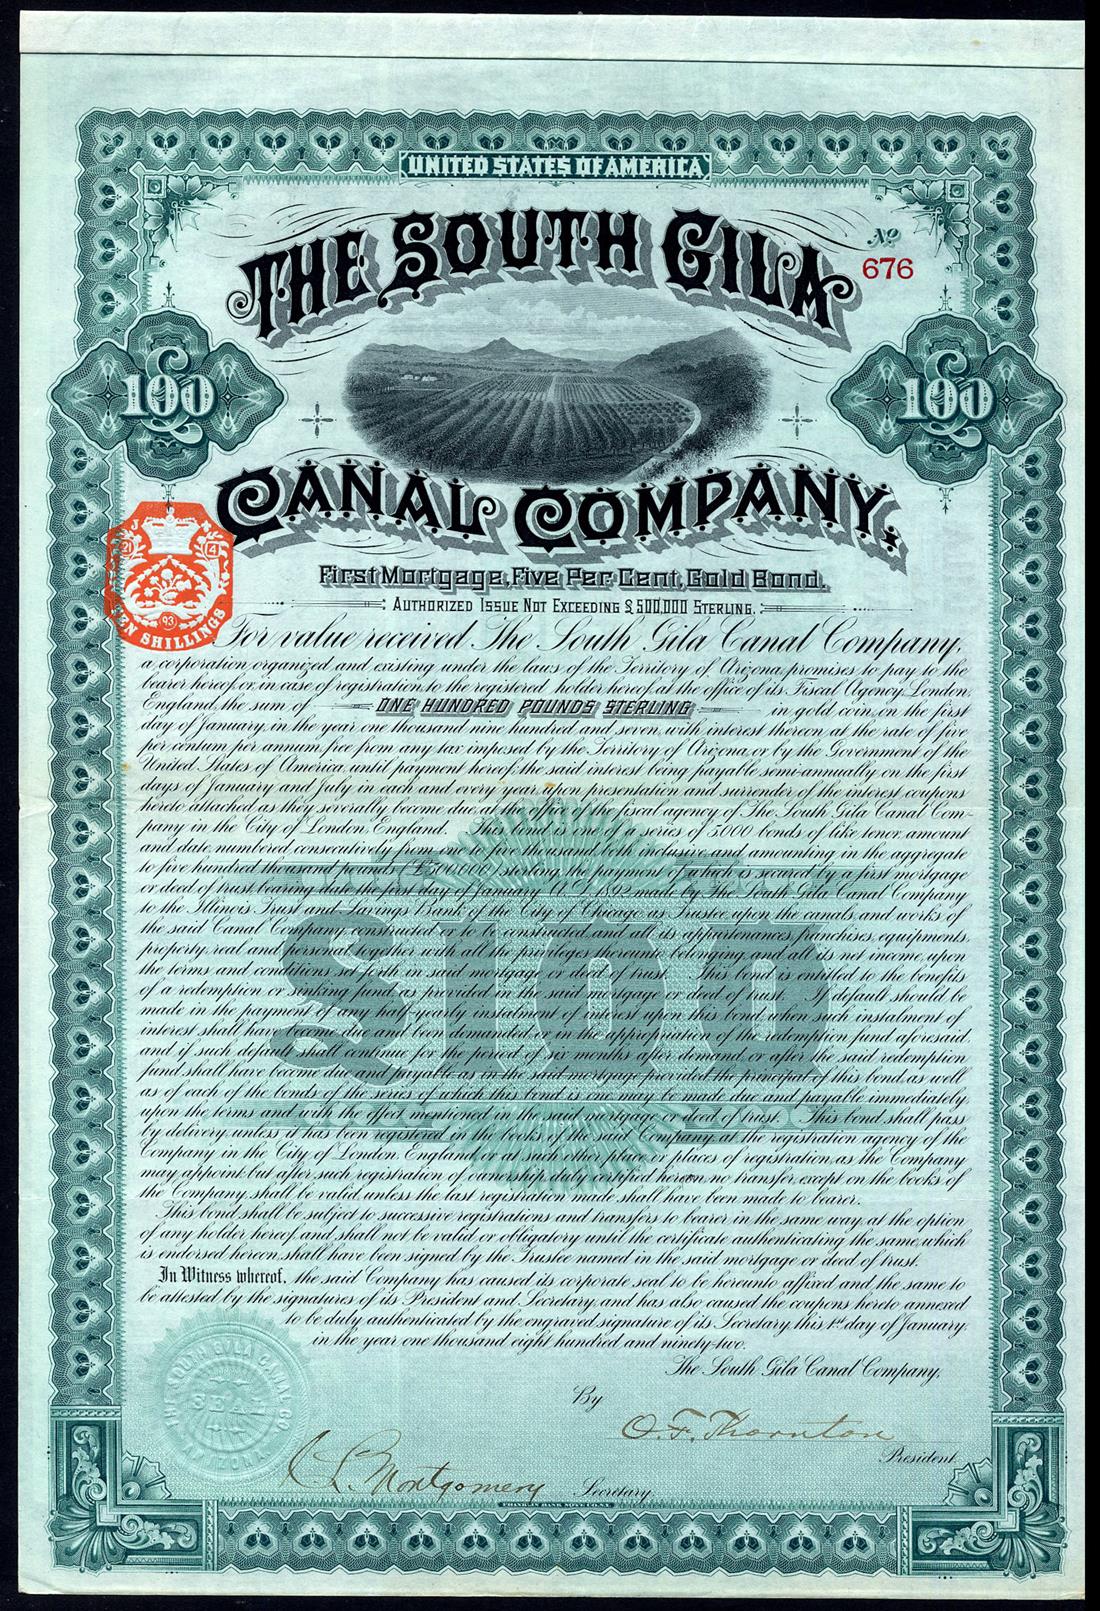 UNITED STATES OF AMERICA
THE SOUTH GILA
No
676
£100
£100
CANAL COMPANY.
First Mortgage, Five Per Cent, Gold Bond.
AUTHORIZED ISSUE NOT EXCEEDING £500,000 STERLING.
J K
21 4
93
TEN SHILLINGS
For value received The South Gila Canal Company,
a corporation organized and existing under the laws of the Territory of Arizona, promises to pay to the
bearer hereof, or, in case of registration, to the registered holder hereof, at the office of its Fiscal Agency, London,
England, the sum of ONE HUNDRED POUNDS STERLING in gold coin, on the first
day of January, in the year one thousand nine hundred and seven, with interest thereon at the rate of five
per centum per annum, free from any tax imposed by the Territory of Arizona, or by the Government of the
United States of America, until payment hereof, the said interest being payable semi-annually on the first
days of January and July in each and every year, upon presentation and surrender of the interest coupons
hereto attached as they severally become due, at the office of the fiscal agency of The South Gila Canal Com-
pany in the City of London, England. This bond is one of a series of 5000 bonds of like tenor, amount
and date, numbered consecutively from one to five thousand, both inclusive, and amounting in the aggregate
to five hundred thousand pounds (£500,000) sterling, the payment of which is secured by a first mortgage
or deed of trust bearing date the first day of January A.D. 1892, made by The South Gila Canal Company
to the Illinois Trust and Savings Bank of the City of Chicago, as Trustee, upon the canals, and works of
the said Canal Company, constructed or to be constructed, and all its appurtenances, franchises, equipments,
property, real and personal, together with all the privileges thereunto belonging, and all its net income, upon
the terms and conditions set forth in said mortgage or deed of trust. This bond is entitled to the benefits
of a redemption or sinking fund, as provided in the said mortgage or deed of trust. If default should be
made in the payment of any half-yearly instalment of interest upon this bond, when such instalment of
interest shall have become due and been demanded, or in the appropriation of the redemption fund aforesaid,
and if such default shall continue for the period of six months after demand, or after the said redemption
fund shall have become due and payable as in the said mortgage provided, the principal of this bond, as well
as of each of the bonds of the series of which this bond is one, may be made due and payable immediately
upon the terms and with the effect mentioned in the said mortgage or deed of trust. This bond shall pass
by delivery, unless it has been registered in the books of the said Company, at the registration agency of the
Company in the City of London, England, or at such other place or places of registration, as the Company
may appoint, but after such registration of ownership, duly certified hereon, no transfer, except on the books of
the Company, shall be valid, unless the last registration made, shall have been made to bearer.
This bond, shall be subject to successive registrations and transfers to bearer in the same way, at the option
of any holder hereof, and shall not be valid or obligatory until the certificate authenticating the same, which
is endorsed hereon, shall have been signed by the Trustee named in the said mortgage or deed of trust.
In Witness whereof, the said Company has caused its corporate seal to be hereunto affixed and the same to
be attested by the signatures of its President and Secretary, and has also caused the coupons hereto annexed
to be duly authenticated by the engraved signature of its Secretary this 1st day of January,
in the year one thousand eight hundred and ninety-two.
The South Gila Canal Company,
By
O. F. Thornton
President.
Montgomery
Secretary.
THE SOUTH GILA CANAL CO.
SEAL
ARIZONA
$100